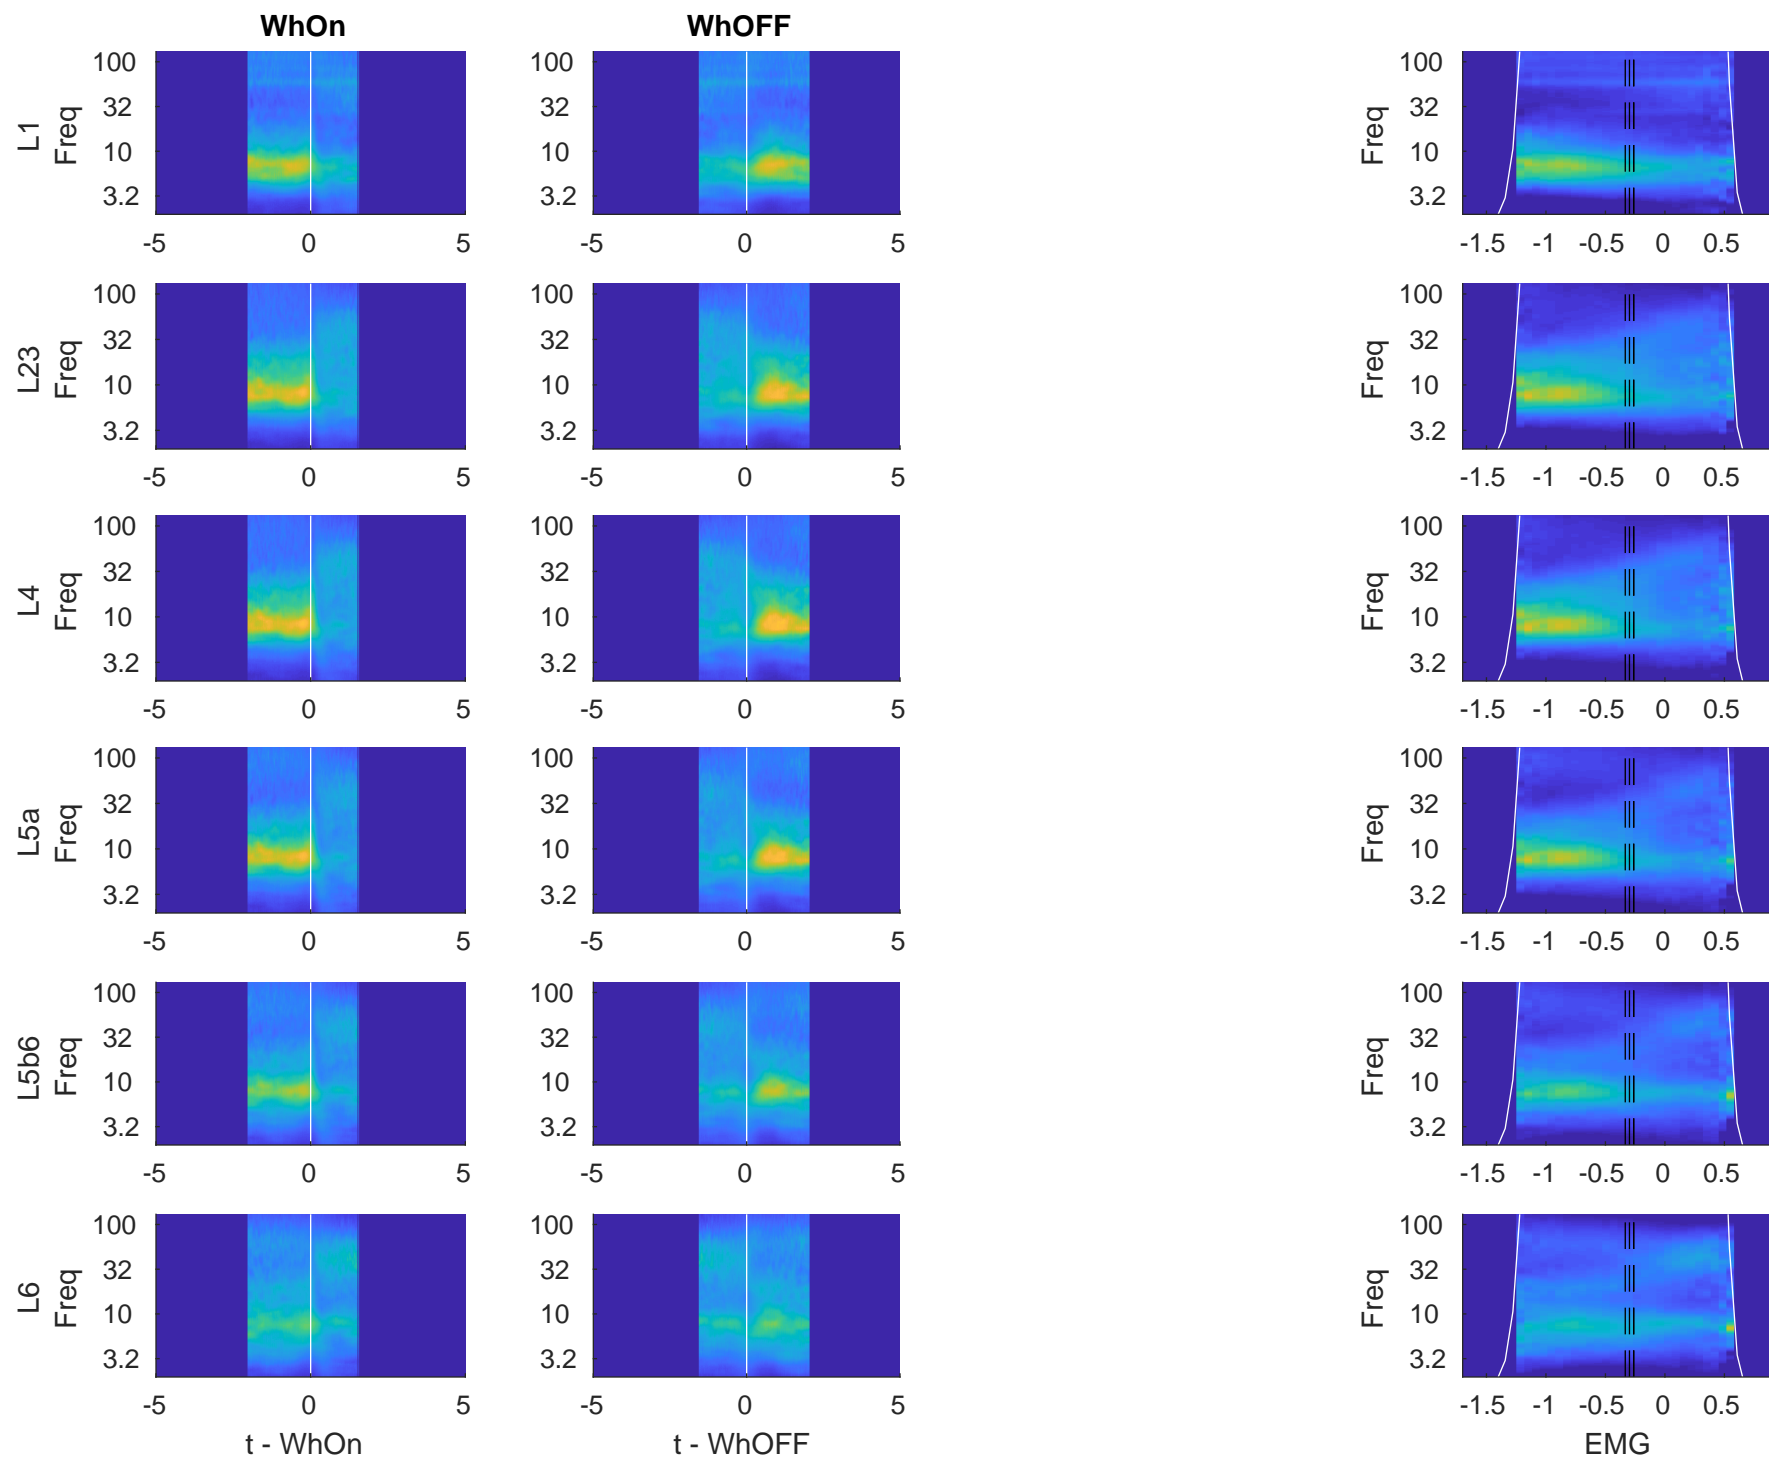 WhOn WhOFF
L1 Freq 100 32 10 3.2 100 32 10 3.2 Freq 100 32 10 3.2
-5 0 5 -5 0 5 -1.5 -1 -0.5 0 0.5
L23 Freq 100 32 10 3.2 100 32 10 3.2 Freq 100 32 10 3.2
-5 0 5 -5 0 5 -1.5 -1 -0.5 0 0.5
L4 Freq 100 32 10 3.2 100 32 10 3.2 Freq 100 32 10 3.2
-5 0 5 -5 0 5 -1.5 -1 -0.5 0 0.5
L5a Freq 100 32 10 3.2 100 32 10 3.2 Freq 100 32 10 3.2
-5 0 5 -5 0 5 -1.5 -1 -0.5 0 0.5
L5b6 Freq 100 32 10 3.2 100 32 10 3.2 Freq 100 32 10 3.2
-5 0 5 -5 0 5 -1.5 -1 -0.5 0 0.5
L6 Freq 100 32 10 3.2 100 32 10 3.2 Freq 100 32 10 3.2
-5 0 5 -5 0 5 -1.5 -1 -0.5 0 0.5
t - WhOn t - WhOFF EMG